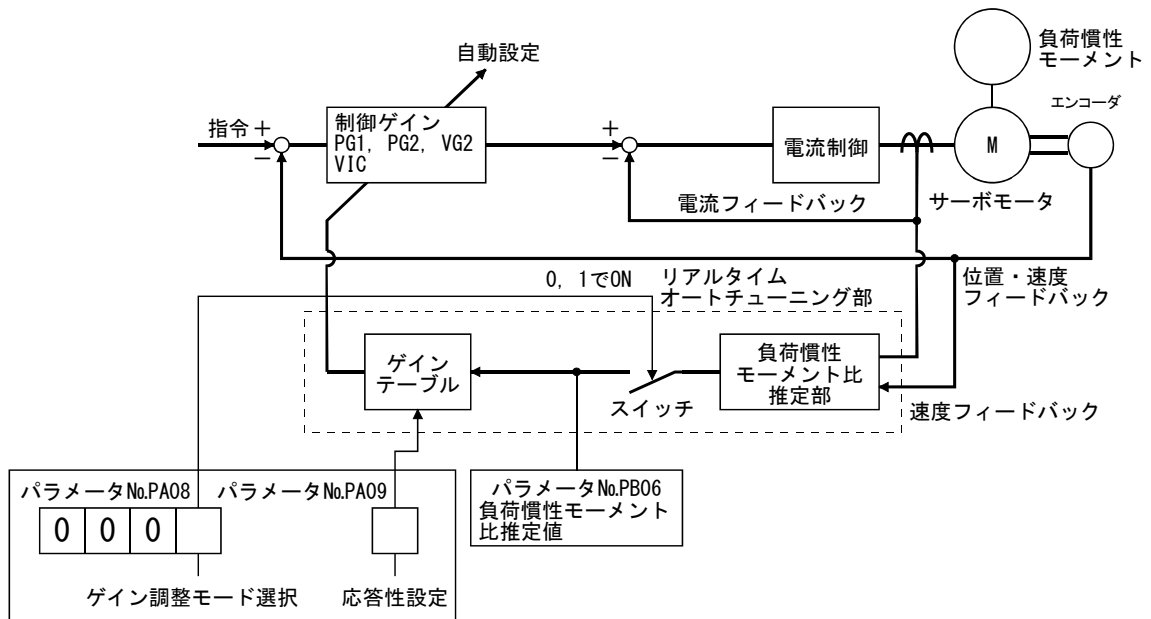 自動設定
負荷慣性
モーメント
エンコーダ
指令
+
−
制御ゲイン
PG1, PG2, VG2
VIC
+
−
電流制御
M
サーボモータ
電流フィードバック
0, 1でON
リアルタイム
オートチューニング部
位置・速度
フィードバック
ゲイン
テーブル
スイッチ
負荷慣性
モーメント比
推定部
速度フィードバック
パラメータNo.PA08
パラメータNo.PA09
0 0 0
ゲイン調整モード選択
応答性設定
パラメータNo.PB06
負荷慣性モーメント
比推定値